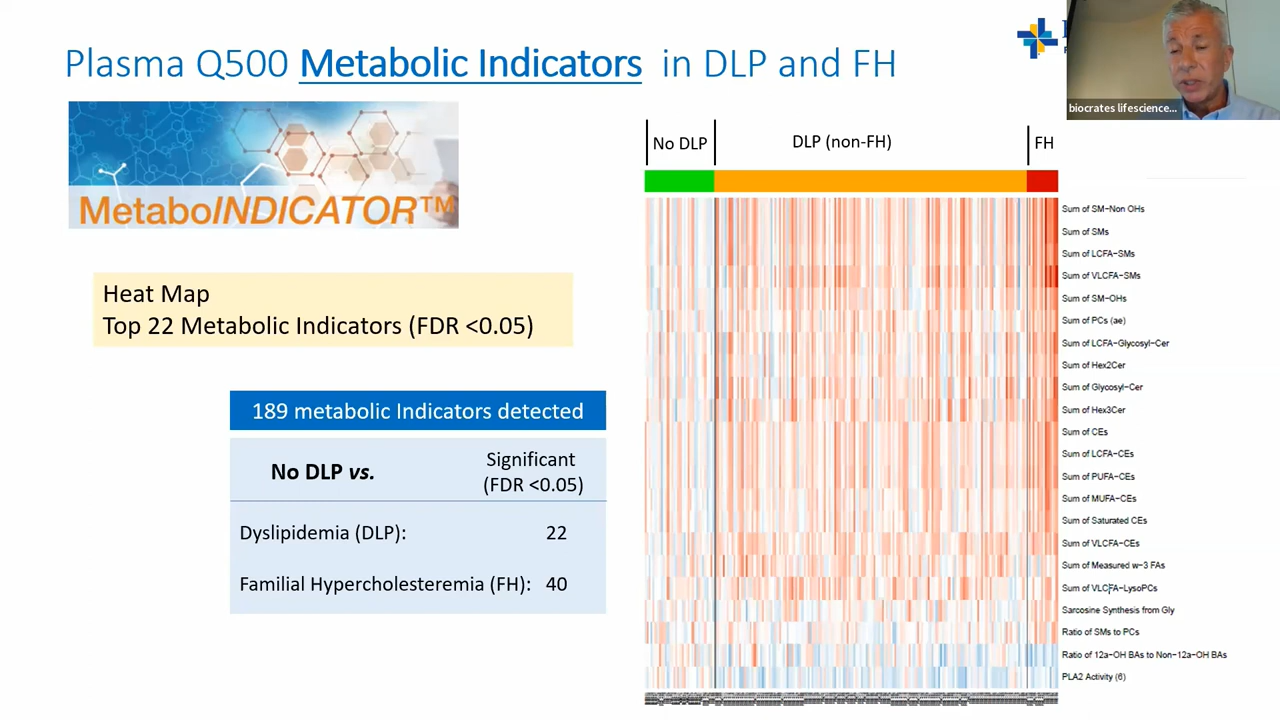 Plasma Q500 Metabolic Indicators in DLP and FH
biocrates lifescience...
MetaboINDICATOR™
Heat Map
Top 22 Metabolic Indicators (FDR <0.05)
189 metabolic Indicators detected
No DLP vs.
Significant
(FDR <0.05)
Dyslipidemia (DLP): 22
Familial Hypercholesteremia (FH): 40
No DLP
DLP (non-FH)
FH
Sum of SM-Non OHs
Sum of SMs
Sum of LCFA-SMs
Sum of VLCFA-SMs
Sum of SM-OHs
Sum of PCs (ae)
Sum of LCFA-Glycosyl-Cer
Sum of Hex2Cer
Sum of Glycosyl-Cer
Sum of Hex3Cer
Sum of CEs
Sum of LCFA-CEs
Sum of PUFA-CEs
Sum of MUFA-CEs
Sum of Saturated CEs
Sum of VLCFA-CEs
Sum of Measured w-3 FAs
Sum of VLCFA-LysoPCs
Sarcosine Synthesis from Gly
Ratio of SMs to PCs
Ratio of 12a-OH BAs to Non-12a-OH BAs
PLA2 Activity (6)